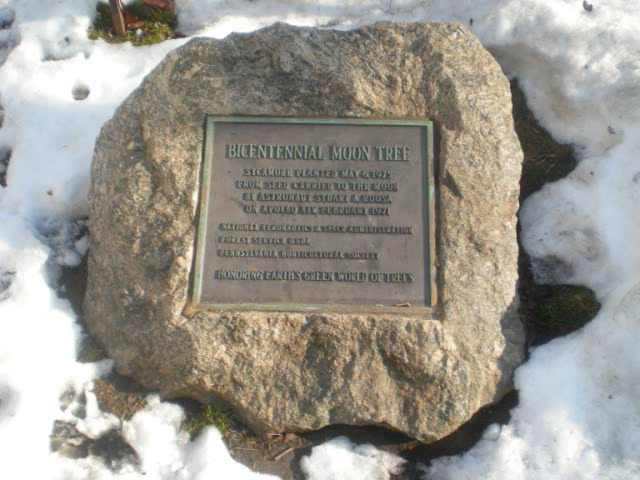 BICENTENNIAL MOON TREE
SYCAMORE PLANTED MAY 6 1975
FROM SEED CARRIED TO THE MOON
BY ASTRONAUT STUART A. ROOSA
ON APOLLO XIV, FEBRUARY 1971
NATIONAL AERONAUTICS & SPACE ADMINISTRATION
FOREST SERVICE USDA
PENNSYLVANIA HORTICULTURAL SOCIETY
HONORING EARTH'S GREEN WORLD OF TREES